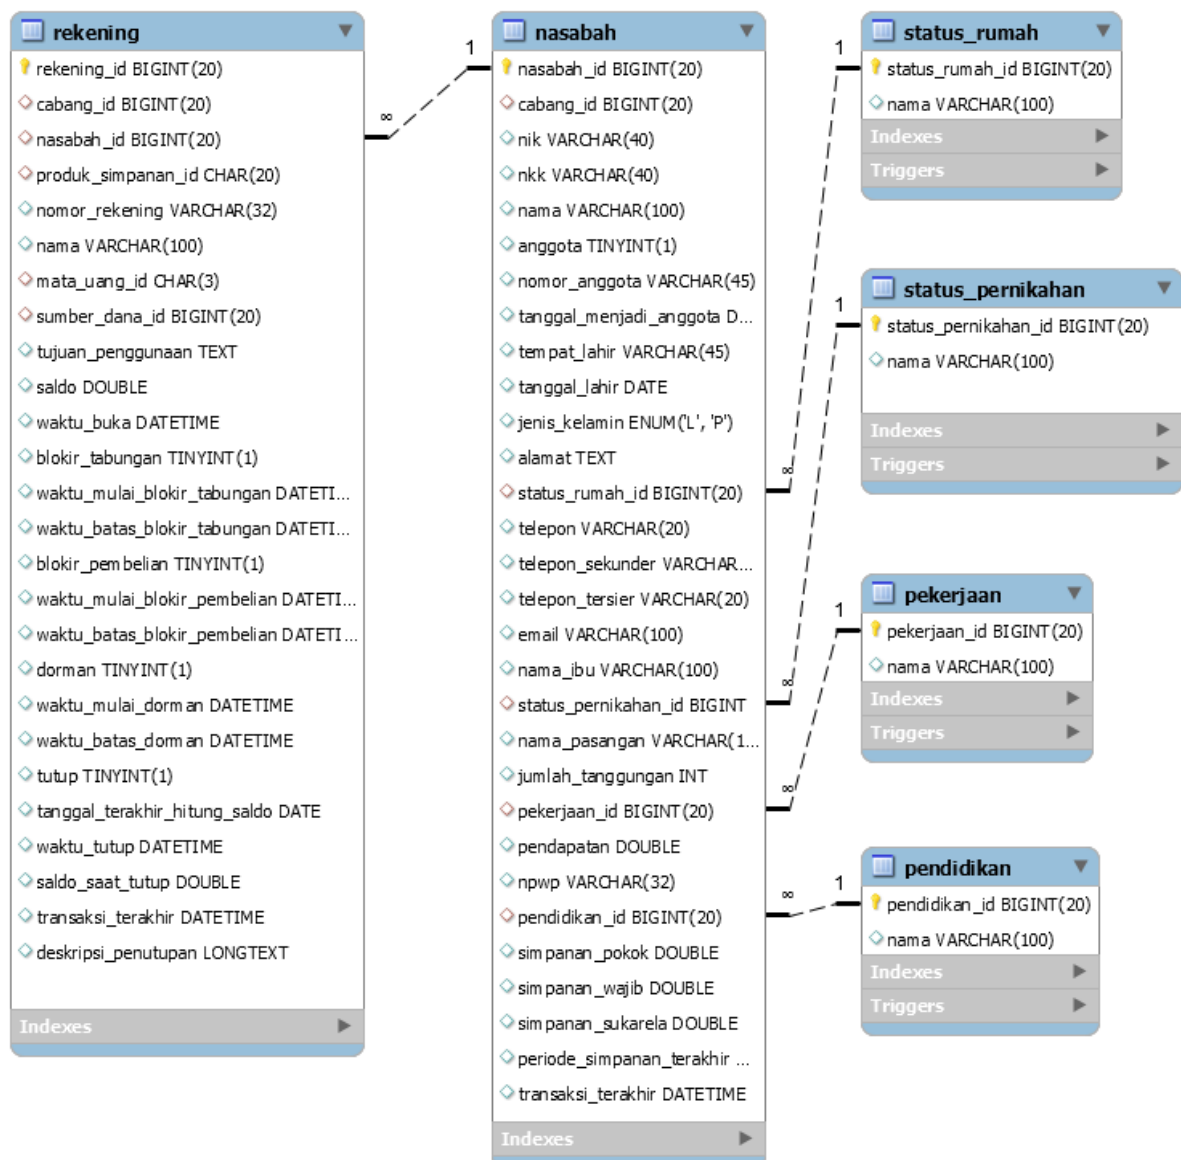 rekening
rekening_id BIGINT(20)
cabang_id BIGINT(20)
nasabah_id BIGINT(20)
produk_simpanan_id CHAR(20)
nomor_rekening VARCHAR(32)
nama VARCHAR(100)
mata_uang_id CHAR(3)
sumber_dana_id BIGINT(20)
tujuan_penggunaan TEXT
saldo DOUBLE
waktu_buka DATETIME
blokir_tabungan TINYINT(1)
waktu_mulai_blokir_tabungan DATETI...
waktu_batas_blokir_tabungan DATETI...
blokir_pembelian TINYINT(1)
waktu_mulai_blokir_pembelian DATETI...
waktu_batas_blokir_pembelian DATETI...
dorman TINYINT(1)
waktu_mulai_dorman DATETIME
waktu_batas_dorman DATETIME
tutup TINYINT(1)
tanggal_terakhir_hitung_saldo DATE
waktu_tutup DATETIME
saldo_saat_tutup DOUBLE
transaksi_terakhir DATETIME
deskripsi_penutupan LONGTEXT
Indexes
1
∞
nasabah
nasabah_id BIGINT(20)
cabang_id BIGINT(20)
nik VARCHAR(40)
nkk VARCHAR(40)
nama VARCHAR(100)
anggota TINYINT(1)
nomor_anggota VARCHAR(45)
tanggal_menjadi_anggota D...
tempat_lahir VARCHAR(45)
tanggal_lahir DATE
jenis_kelamin ENUM('L', 'P')
alamat TEXT
status_rumah_id BIGINT(20)
telepon VARCHAR(20)
telepon_sekunder VARCHAR...
telepon_tersier VARCHAR(20)
email VARCHAR(100)
nama_ibu VARCHAR(100)
status_pernikahan_id BIGINT
nama_pasangan VARCHAR(1...
jumlah_tanggungan INT
pekerjaan_id BIGINT(20)
pendapatan DOUBLE
npwp VARCHAR(32)
pendidikan_id BIGINT(20)
simpanan_pokok DOUBLE
simpanan_wajib DOUBLE
simpanan_sukarela DOUBLE
periode_simpanan_terakhir ...
transaksi_terakhir DATETIME
Indexes
1
∞
status_rumah
status_rumah_id BIGINT(20)
nama VARCHAR(100)
Indexes
Triggers
1
∞
status_pernikahan
status_pernikahan_id BIGINT(20)
nama VARCHAR(100)
Indexes
Triggers
1
∞
pekerjaan
pekerjaan_id BIGINT(20)
nama VARCHAR(100)
Indexes
Triggers
1
∞
pendidikan
pendidikan_id BIGINT(20)
nama VARCHAR(100)
Indexes
Triggers